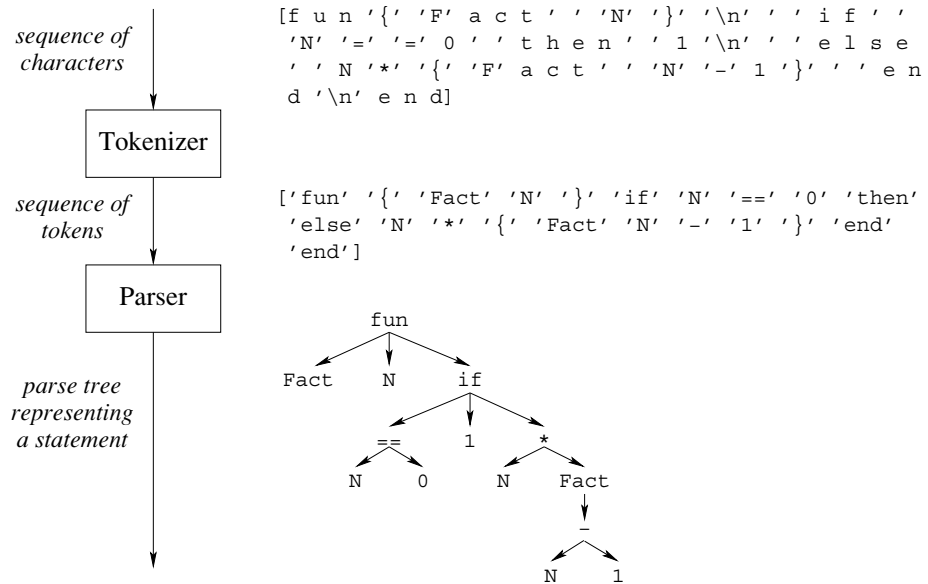 sequence of
characters
[f u n '{' 'F' a c t ' ' 'N' '}' '\n' ' ' i f ' '
'N' '=' '=' 0 ' ' t h e n ' ' 1 '\n' ' ' e l s e
' ' N '*' '{' 'F' a c t ' ' 'N' '-' 1 '}' ' ' e n
d '\n' e n d]
Tokenizer
sequence of
tokens
['fun' '{' 'Fact' 'N' '}' 'if' 'N' '==' '0' 'then'
'else' 'N' '*' '{' 'Fact' 'N' '-' '1' '}' 'end'
'end']
Parser
parse tree
representing
a statement
fun
Fact N if
== 1 *
N 0 N Fact
-
N 1